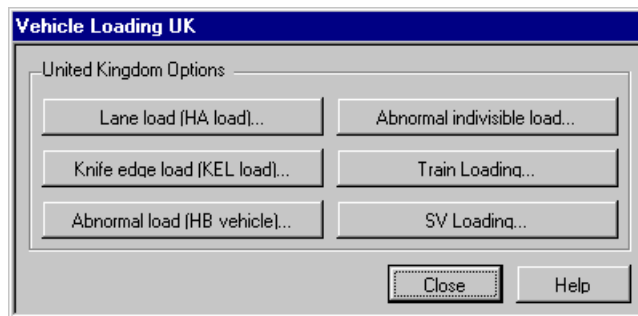 Vehicle Loading UK
United Kingdom Options
Lane load (HA load)...
Abnormal indivisible load...
Knife edge load (KEL load)...
Train Loading...
Abnormal load (HB vehicle)...
SV Loading...
Close
Help